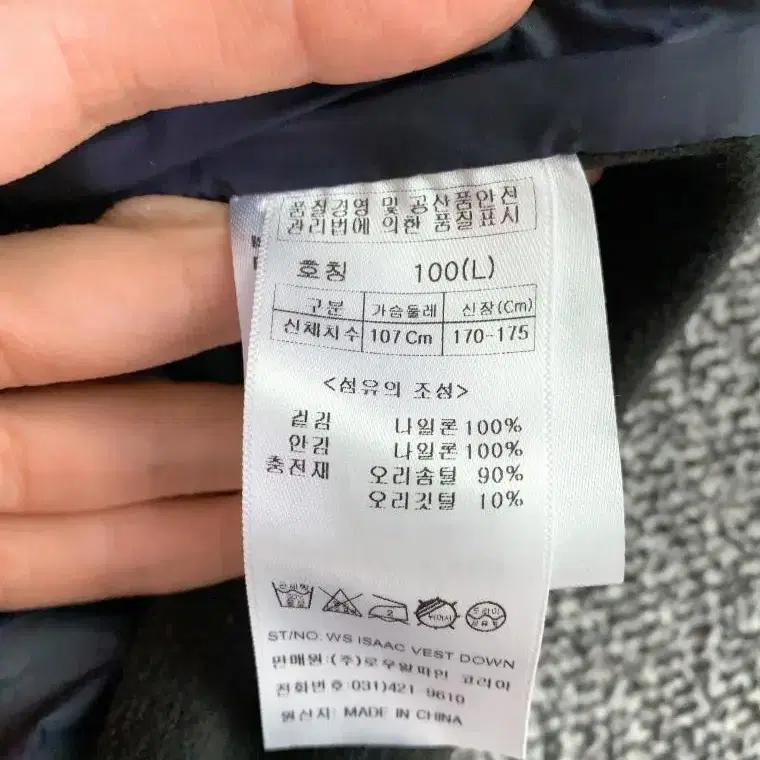 품질경영 및 공산품안전
관리법에 의한 품질표시
호칭 100(L)
구분 가슴둘레 신장(Cm)
신체치수 107Cm 170-175
<섬유의 조성>
겉감 나일론100%
안감 나일론100%
충전재 오리솜털 90%
오리깃털 10%
드라이
ST/NO. WS ISAAC VEST DOWN
판매원:(주)로우알파인 코리아
전화번호:031)421-9610
원산지: MADE IN CHINA